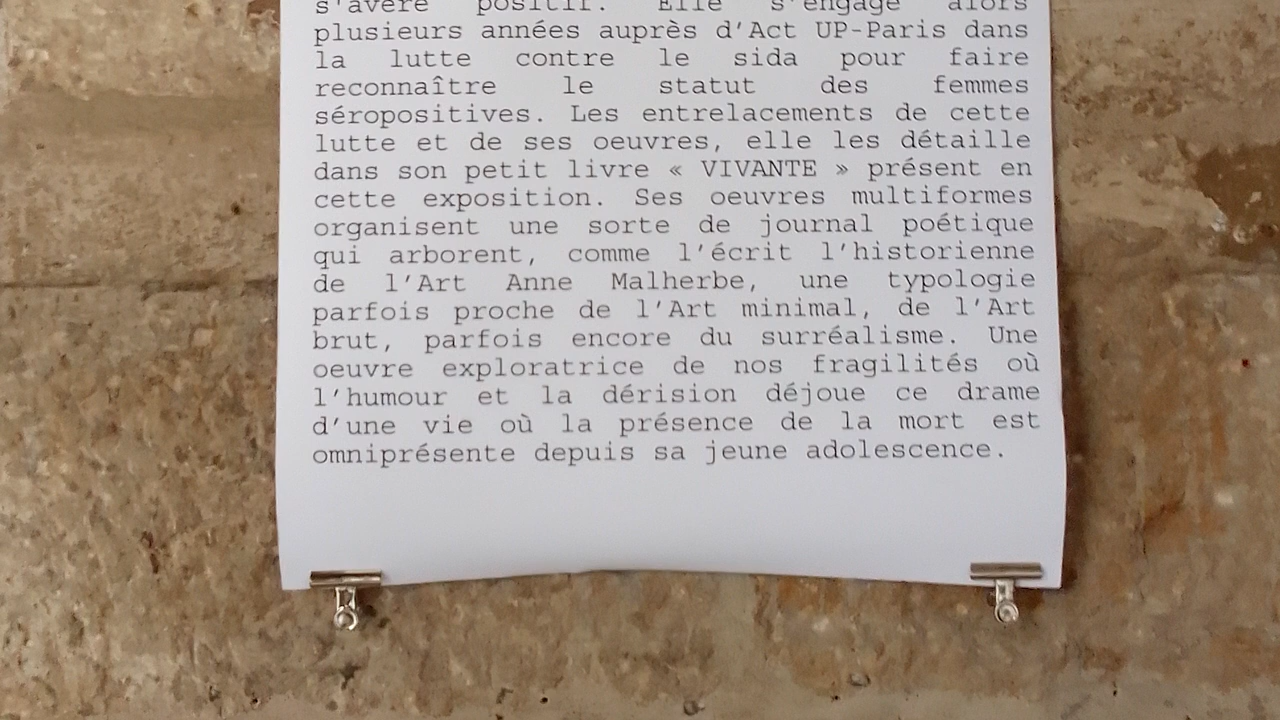 s'avère positif. Elle s'engage alors
plusieurs années auprès d'Act UP-Paris dans
la lutte contre le sida pour faire
reconnaître le statut des femmes
séropositives. Les entrelacements de cette
lutte et de ses oeuvres, elle les détaille
dans son petit livre « VIVANTE » présent en
cette exposition. Ses oeuvres multiformes
organisent une sorte de journal poétique
qui arborent, comme l'écrit l'historienne
de l'Art Anne Malherbe, une typologie
parfois proche de l'Art minimal, de l'Art
brut, parfois encore du surréalisme. Une
oeuvre exploratrice de nos fragilités où
l'humour et la dérision déjoue ce drame
d'une vie où la présence de la mort est
omniprésente depuis sa jeune adolescence.